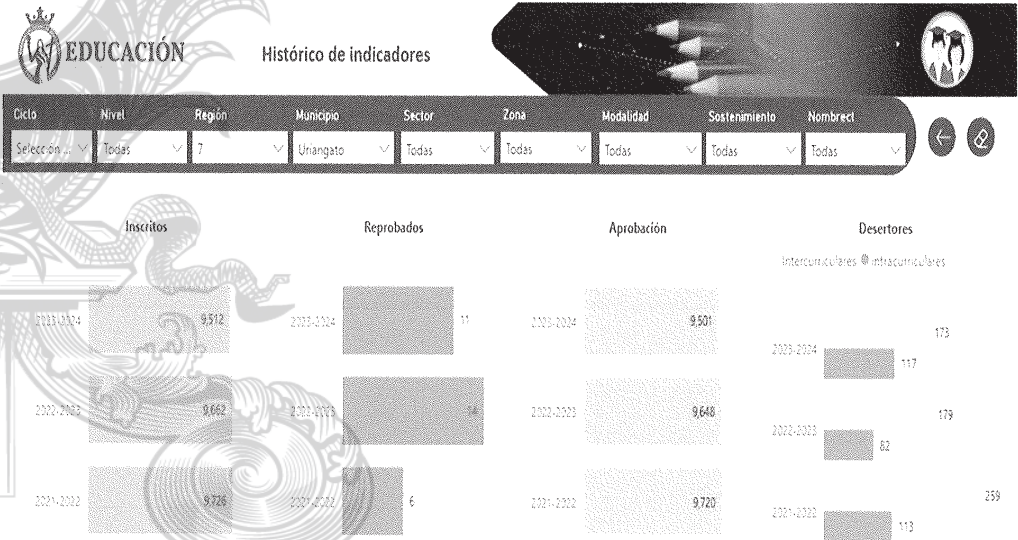 EDUCACIÓN
Histórico de indicadores
Ciclo Nivel Región Municipio Sector Zona Modalidad Sostenimiento Nombrect
Selección ... Todas 7 Uriangato Todas Todas Todas Todas Todas
Inscritos Reprobados Aprobación Desertores
Intercurriculares intracurriculares
2023-2024 9,512 2023-2024 11 2023-2024 9,501 2023-2024 173 117
2022-2023 9,662 2022-2023 14 2022-2023 9,648 2022-2023 179 82
2021-2022 9,726 2021-2022 6 2021-2022 9,720 2021-2022 259 113